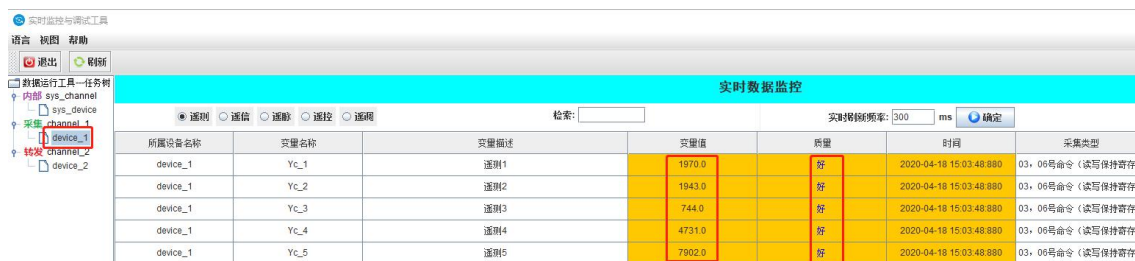 实时监控与调试工具
语言 视图 帮助
退出 刷新
数据运行工具---任务树
内部 sys_channel
sys_device
采集 channel_1
device_1
转发 channel_2
device_2
实时数据监控
遥测 遥信 遥脉 遥控 遥调 检索: 实时刷新频率: 300 ms 确定
所属设备名称 变量名称 变量描述 变量值 质量 时间 采集类型
device_1 Yc_1 遥测1 1970.0 好 2020-04-18 15:03:48:880 03，06号命令（读写保持寄存
device_1 Yc_2 遥测2 1943.0 好 2020-04-18 15:03:48:880 03，06号命令（读写保持寄存
device_1 Yc_3 遥测3 744.0 好 2020-04-18 15:03:48:880 03，06号命令（读写保持寄存
device_1 Yc_4 遥测4 4731.0 好 2020-04-18 15:03:48:880 03，06号命令（读写保持寄存
device_1 Yc_5 遥测5 7902.0 好 2020-04-18 15:03:48:880 03，06号命令（读写保持寄存